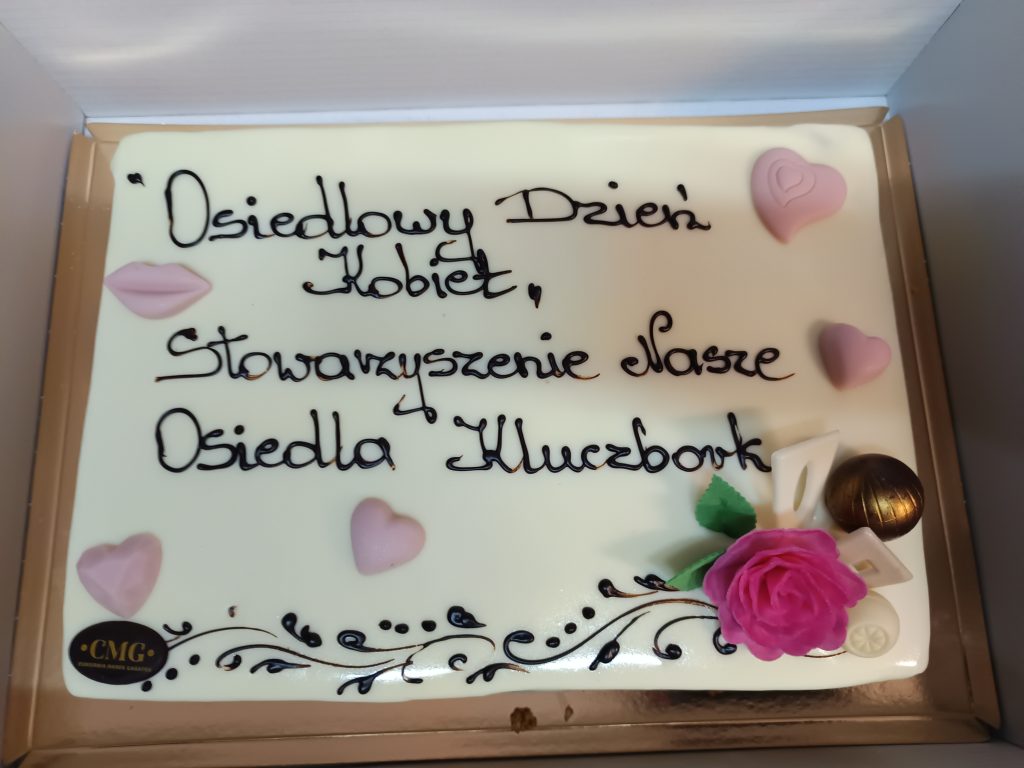 "Osiedlowy Dzień
Kobiet"
Stowarzyszenie Nasze
Osiedla Kluczbork
·CMG·